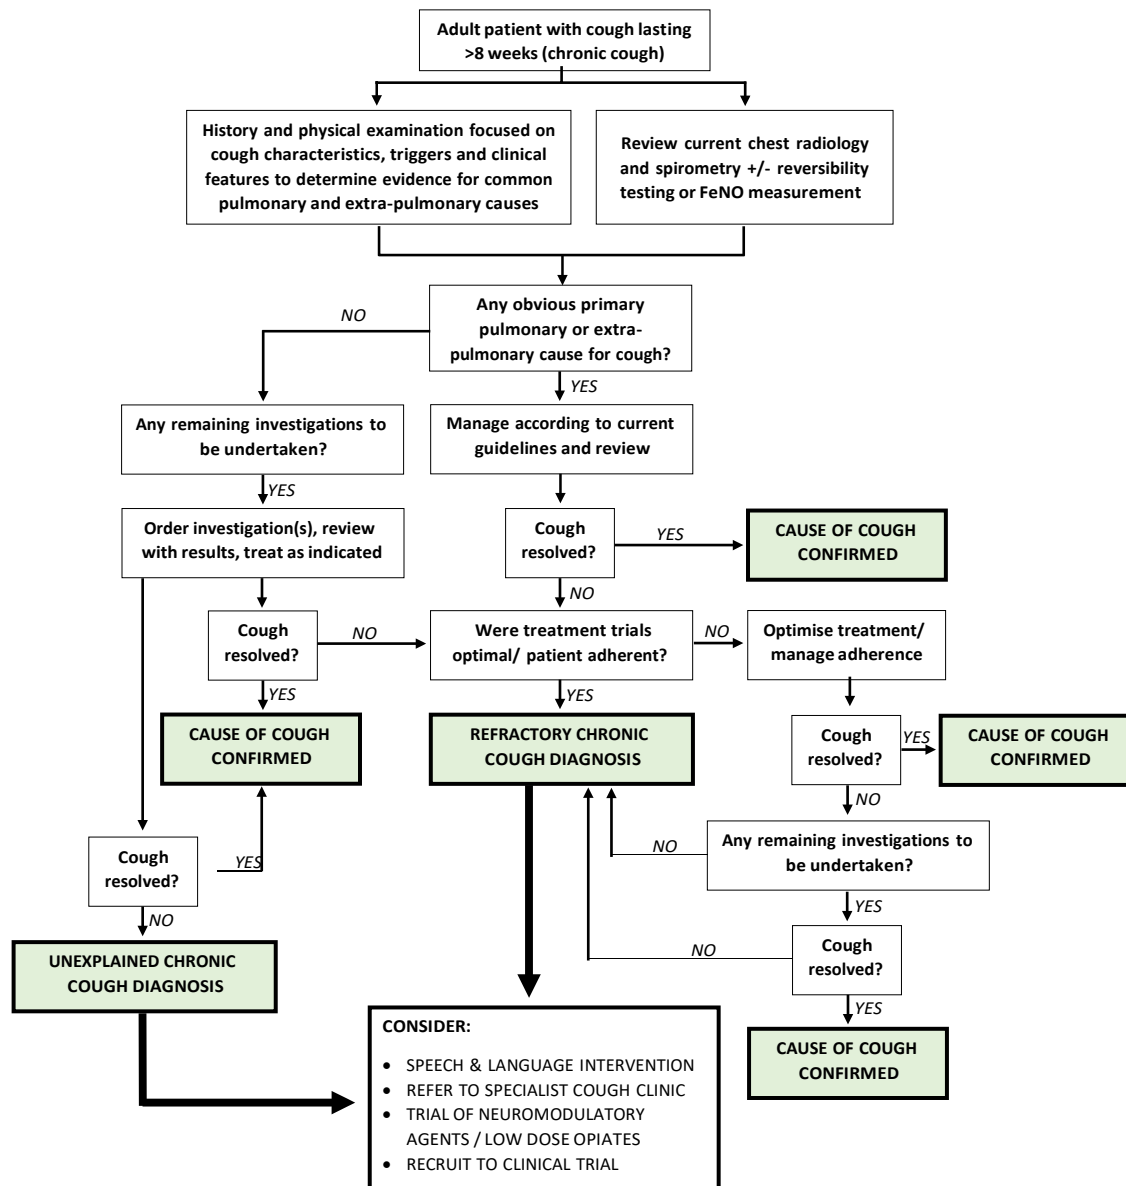 Adult patient with cough lasting
>8 weeks (chronic cough)
History and physical examination focused on
cough characteristics, triggers and clinical
features to determine evidence for common
pulmonary and extra-pulmonary causes
Review current chest radiology
and spirometry +/- reversibility
testing or FeNO measurement
Any obvious primary
pulmonary or extra-
pulmonary cause for cough?
NO
YES
Any remaining investigations to
be undertaken?
YES
Manage according to current
guidelines and review
Order investigation(s), review
with results, treat as indicated
Cough
resolved?
YES
CAUSE OF COUGH
CONFIRMED
NO
Cough
resolved?
NO
YES
Were treatment trials
optimal/ patient adherent?
NO
YES
Optimise treatment/
manage adherence
CAUSE OF COUGH
CONFIRMED
REFRACTORY CHRONIC
COUGH DIAGNOSIS
Cough
resolved?
YES
CAUSE OF COUGH
CONFIRMED
NO
Any remaining investigations to
be undertaken?
NO
YES
Cough
resolved?
YES
NO
Cough
resolved?
NO
YES
UNEXPLAINED CHRONIC
COUGH DIAGNOSIS
CAUSE OF COUGH
CONFIRMED
CONSIDER:
• SPEECH & LANGUAGE INTERVENTION
• REFER TO SPECIALIST COUGH CLINIC
• TRIAL OF NEUROMODULATORY
AGENTS / LOW DOSE OPIATES
• RECRUIT TO CLINICAL TRIAL